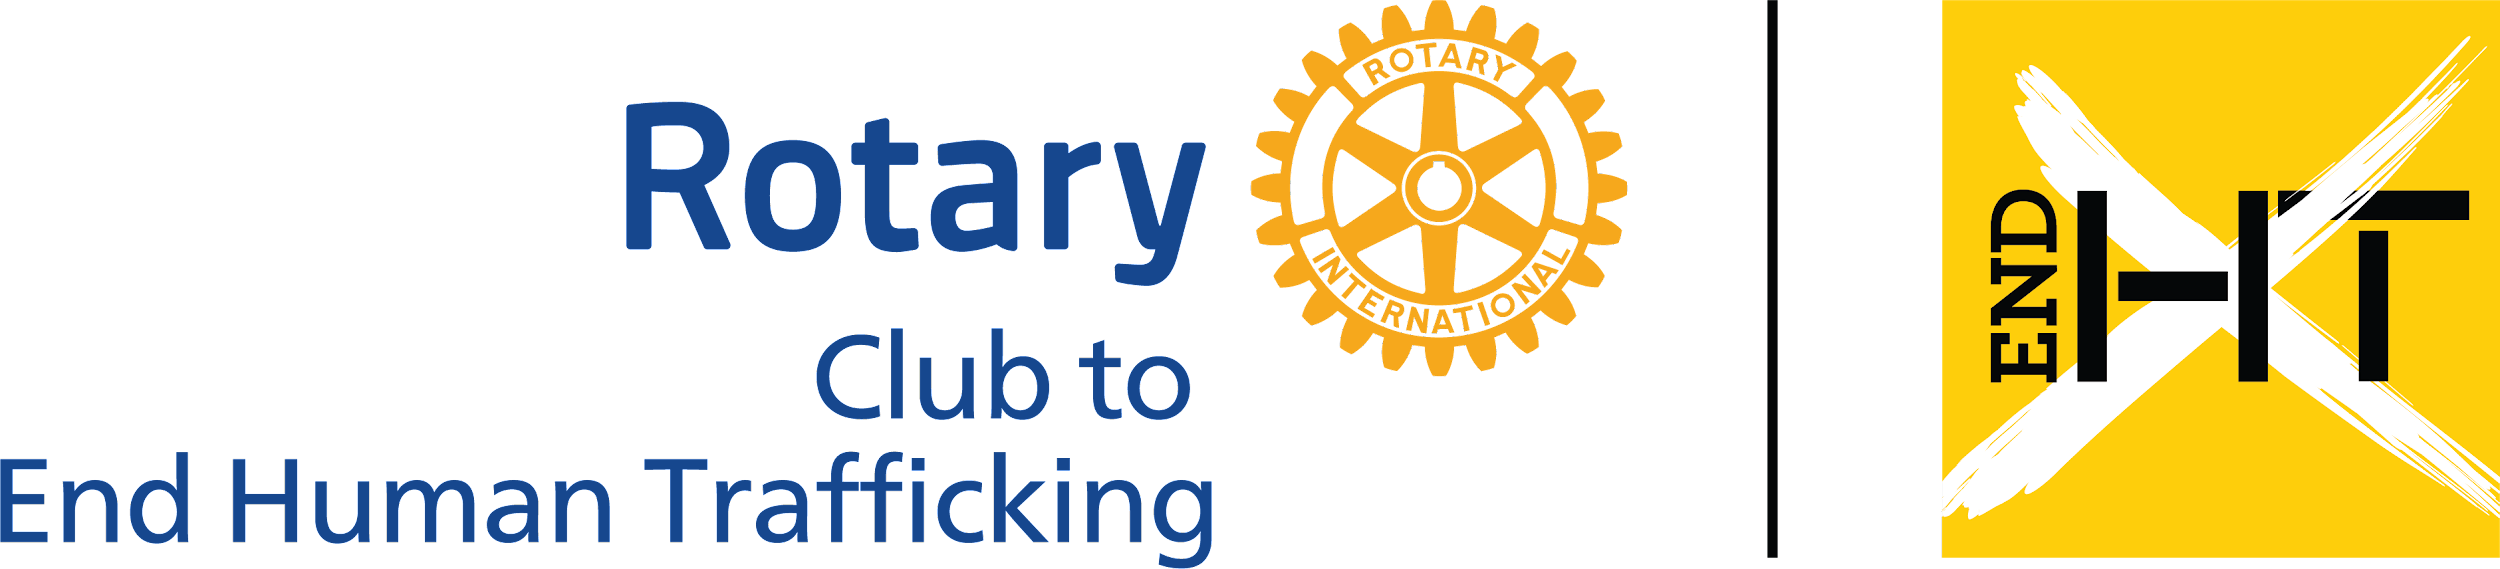 Rotary
Club to
End Human Trafficking
ROTARY
INTERNATIONAL
END
HT